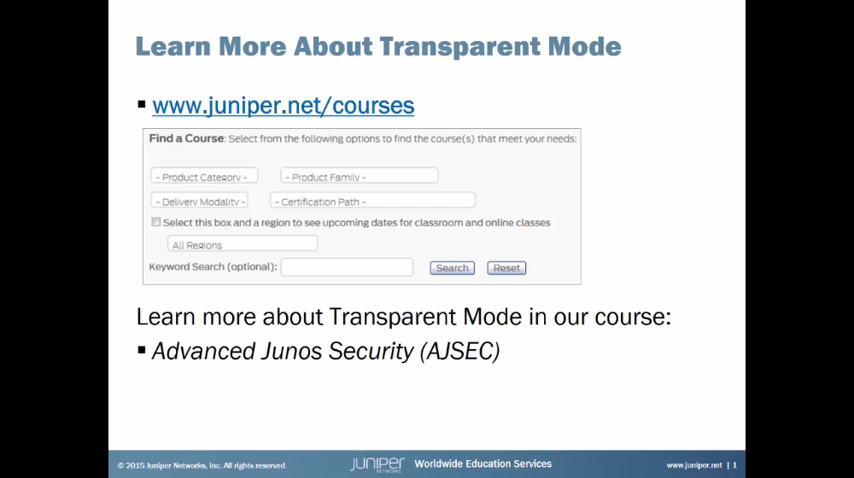 Learn More About Transparent Mode
▪ www.juniper.net/courses
Find a Course: Select from the following options to find the course(s) that meet your needs:
- Product Category - - Product Family -
- Delivery Modality - - Certification Path -
Select this box and a region to see upcoming dates for classroom and online classes
All Regions
Keyword Search (optional): Search Reset
Learn more about Transparent Mode in our course:
▪ Advanced Junos Security (AJSEC)
© 2015 Juniper Networks, Inc. All rights reserved. JUNIPER NETWORKS Worldwide Education Services www.juniper.net | 1